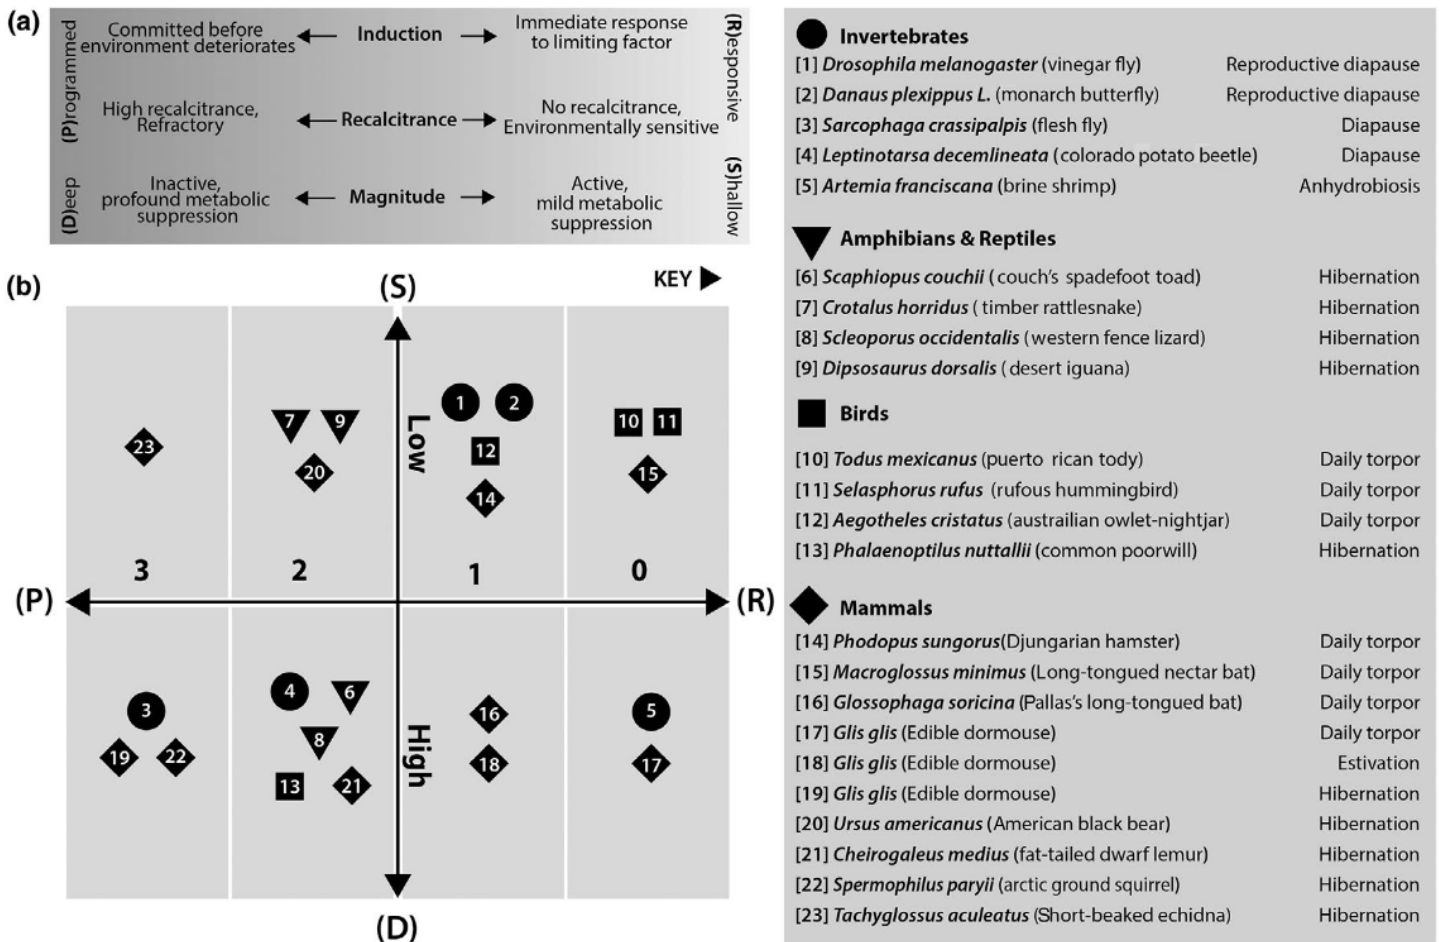 (a)
(P)rogrammed
Committed before
environment deteriorates
Induction
Immediate response
to limiting factor
(R)esponsive
High recalcitrance,
Refractory
Recalcitrance
No recalcitrance,
Environmentally sensitive
(D)eep
Inactive,
profound metabolic
suppression
Magnitude
Active,
mild metabolic
suppression
(S)hallow
(b)
(S)
KEY
Low
1
2
7
9
10
11
23
12
20
15
14
3
2
1
0
(P)
(R)
High
4
6
3
16
5
8
19
22
18
17
13
21
(D)
Invertebrates
[1] Drosophila melanogaster (vinegar fly) Reproductive diapause
[2] Danaus plexippus L. (monarch butterfly) Reproductive diapause
[3] Sarcophaga crassipalpis (flesh fly) Diapause
[4] Leptinotarsa decemlineata (colorado potato beetle) Diapause
[5] Artemia franciscana (brine shrimp) Anhydrobiosis
Amphibians & Reptiles
[6] Scaphiopus couchii (couch's spadefoot toad) Hibernation
[7] Crotalus horridus (timber rattlesnake) Hibernation
[8] Scleoporus occidentalis (western fence lizard) Hibernation
[9] Dipsosaurus dorsalis (desert iguana) Hibernation
Birds
[10] Todus mexicanus (puerto rican tody) Daily torpor
[11] Selasphorus rufus (rufous hummingbird) Daily torpor
[12] Aegotheles cristatus (austrailian owlet-nightjar) Daily torpor
[13] Phalaenoptilus nuttallii (common poorwill) Hibernation
Mammals
[14] Phodopus sungorus(Djungarian hamster) Daily torpor
[15] Macroglossus minimus (Long-tongued nectar bat) Daily torpor
[16] Glossophaga soricina (Pallas's long-tongued bat) Daily torpor
[17] Glis glis (Edible dormouse) Daily torpor
[18] Glis glis (Edible dormouse) Estivation
[19] Glis glis (Edible dormouse) Hibernation
[20] Ursus americanus (American black bear) Hibernation
[21] Cheirogaleus medius (fat-tailed dwarf lemur) Hibernation
[22] Spermophilus paryii (arctic ground squirrel) Hibernation
[23] Tachyglossus aculeatus (Short-beaked echidna) Hibernation